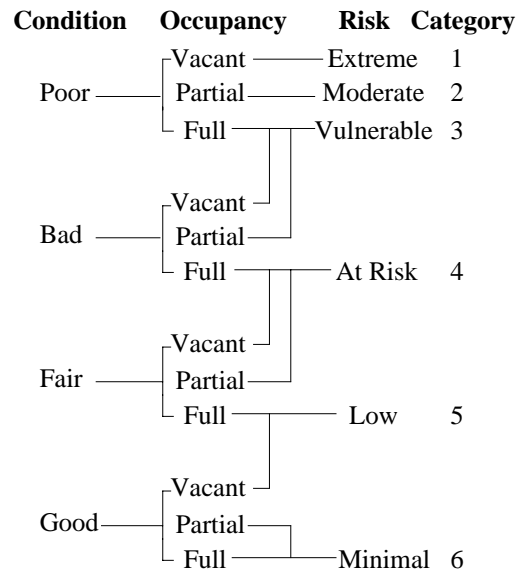 Condition Occupancy Risk Category
Vacant Extreme 1
Poor Partial Moderate 2
Full Vulnerable 3
Vacant
Bad Partial
Full At Risk 4
Vacant
Fair Partial
Full Low 5
Vacant
Good Partial
Full Minimal 6